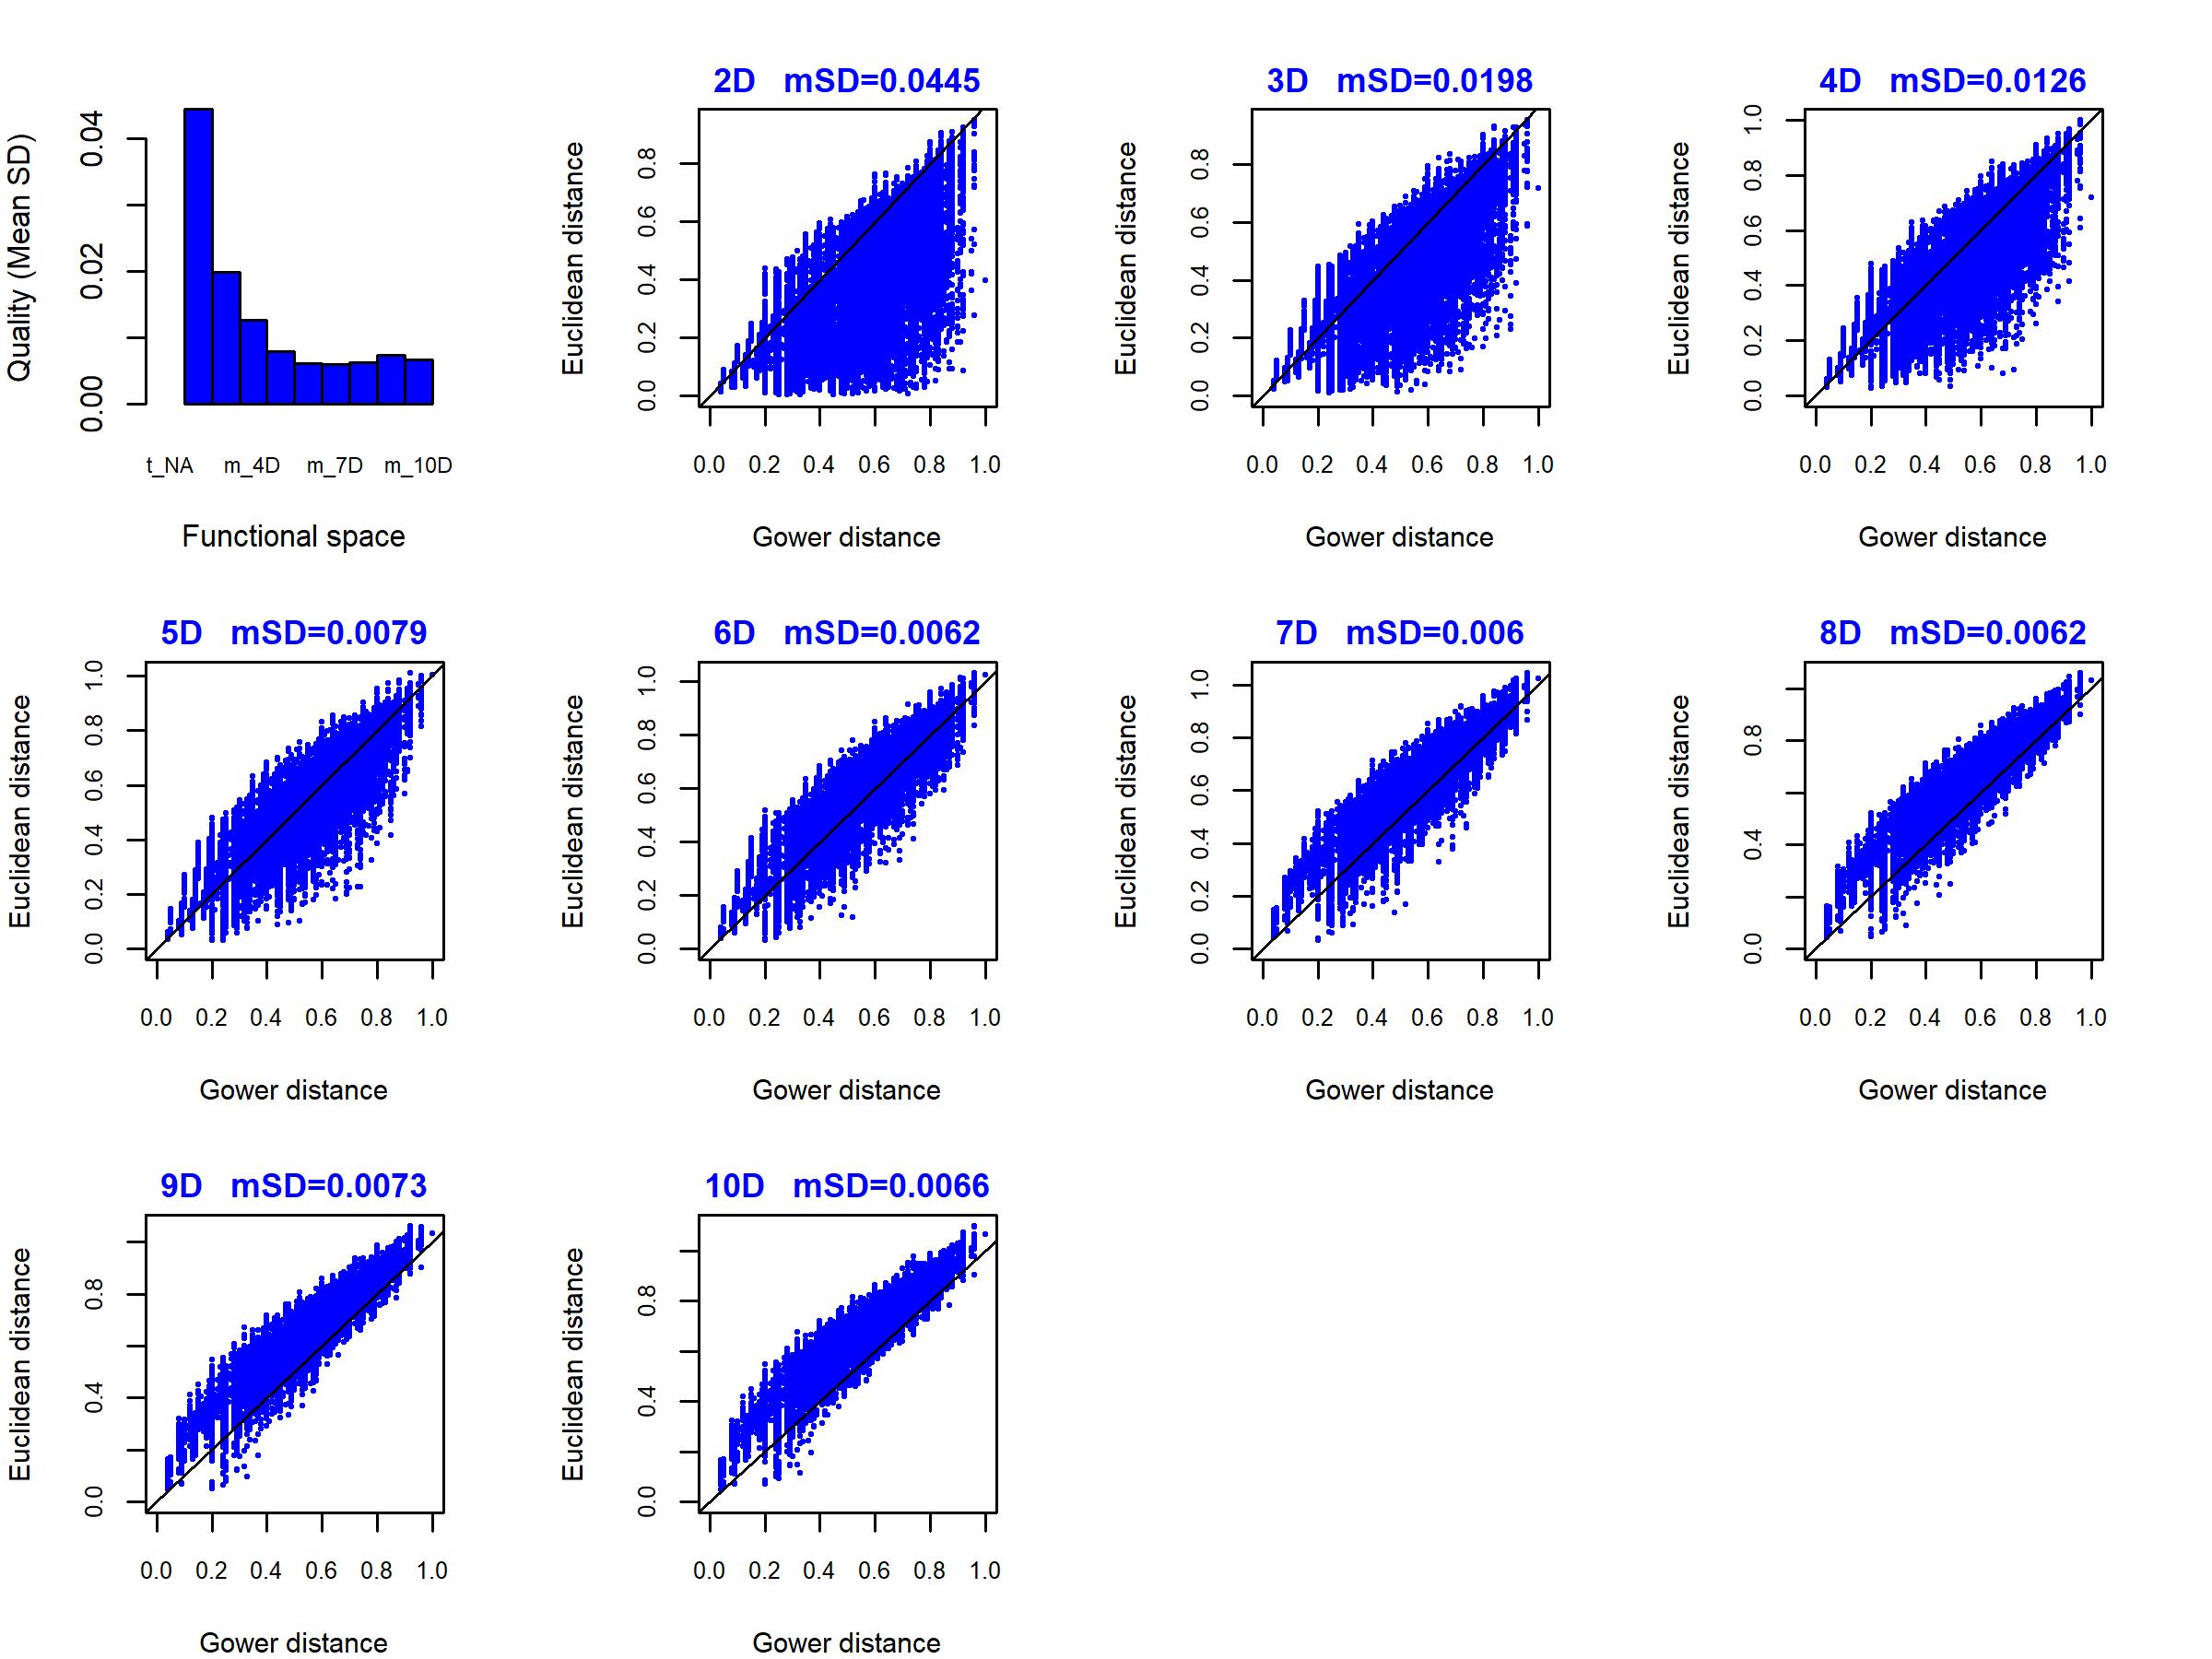 Quality (Mean SD)
0.00 0.02 0.04
t_NA m_4D m_7D m_10D
Functional space
2D mSD=0.0445
Euclidean distance
0.0 0.2 0.4 0.6 0.8
0.0 0.2 0.4 0.6 0.8 1.0
Gower distance
3D mSD=0.0198
Euclidean distance
0.0 0.2 0.4 0.6 0.8
0.0 0.2 0.4 0.6 0.8 1.0
Gower distance
4D mSD=0.0126
Euclidean distance
0.0 0.2 0.4 0.6 0.8 1.0
0.0 0.2 0.4 0.6 0.8 1.0
Gower distance
5D mSD=0.0079
Euclidean distance
0.0 0.2 0.4 0.6 0.8 1.0
0.0 0.2 0.4 0.6 0.8 1.0
Gower distance
6D mSD=0.0062
Euclidean distance
0.0 0.2 0.4 0.6 0.8 1.0
0.0 0.2 0.4 0.6 0.8 1.0
Gower distance
7D mSD=0.006
Euclidean distance
0.0 0.2 0.4 0.6 0.8 1.0
0.0 0.2 0.4 0.6 0.8 1.0
Gower distance
8D mSD=0.0062
Euclidean distance
0.0 0.4 0.8
0.0 0.2 0.4 0.6 0.8 1.0
Gower distance
9D mSD=0.0073
Euclidean distance
0.0 0.4 0.8
0.0 0.2 0.4 0.6 0.8 1.0
Gower distance
10D mSD=0.0066
Euclidean distance
0.0 0.4 0.8
0.0 0.2 0.4 0.6 0.8 1.0
Gower distance